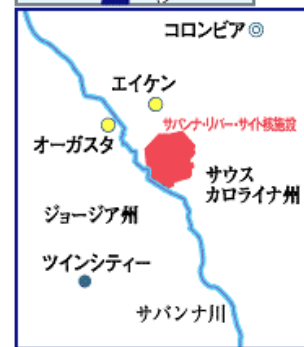 コロンビア
エイケン
サバンナ・リバー・サイト核施設
オーガスタ
サウス
カロライナ州
ジョージア州
ツインシティー
サバンナ川